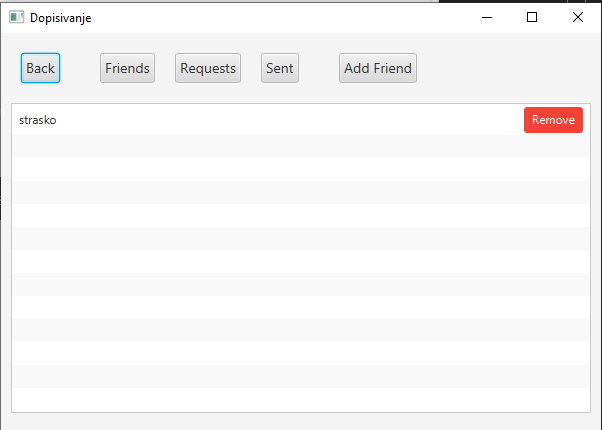 Dopisivanje
Back Friends Requests Sent Add Friend
strasko Remove